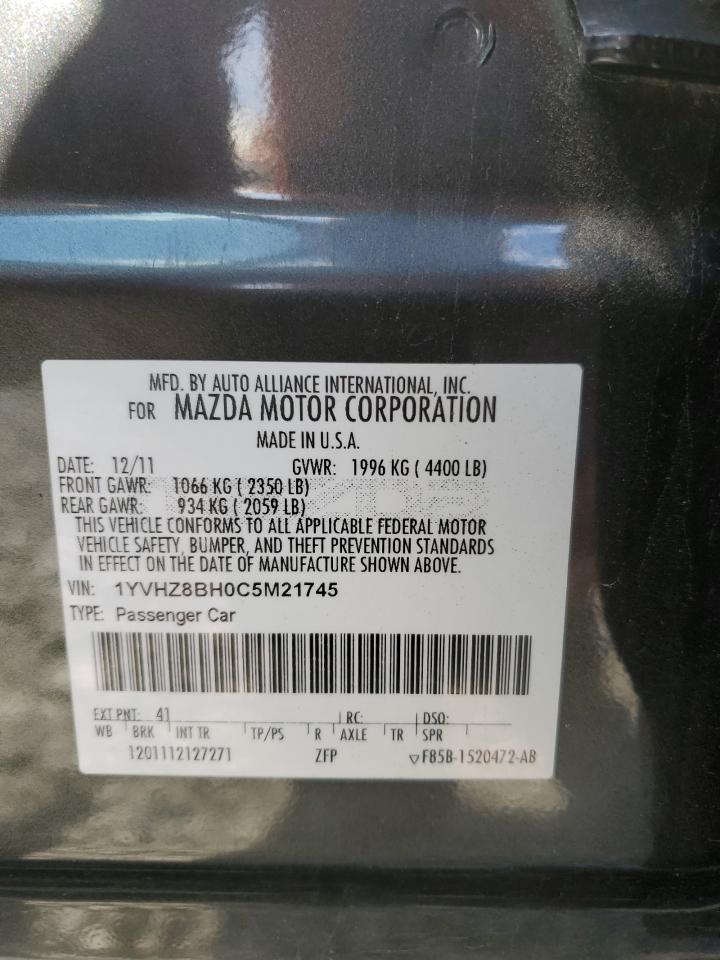 MFD. BY AUTO ALLIANCE INTERNATIONAL, INC.
FOR MAZDA MOTOR CORPORATION
MADE IN U.S.A.
DATE: 12/11 GVWR: 1996 KG ( 4400 LB)
FRONT GAWR: 1066 KG ( 2350 LB)
REAR GAWR: 934 KG ( 2059 LB)
THIS VEHICLE CONFORMS TO ALL APPLICABLE FEDERAL MOTOR
VEHICLE SAFETY, BUMPER, AND THEFT PREVENTION STANDARDS
IN EFFECT ON THE DATE OF MANUFACTURE SHOWN ABOVE.
VIN: 1YVHZ8BH0C5M21745
TYPE: Passenger Car
EXT PNT: 41 RC: DSO:
WB BRK INT TR TP/PS R AXLE TR SPR
1201112127271 ZFP F85B-1520472-AB